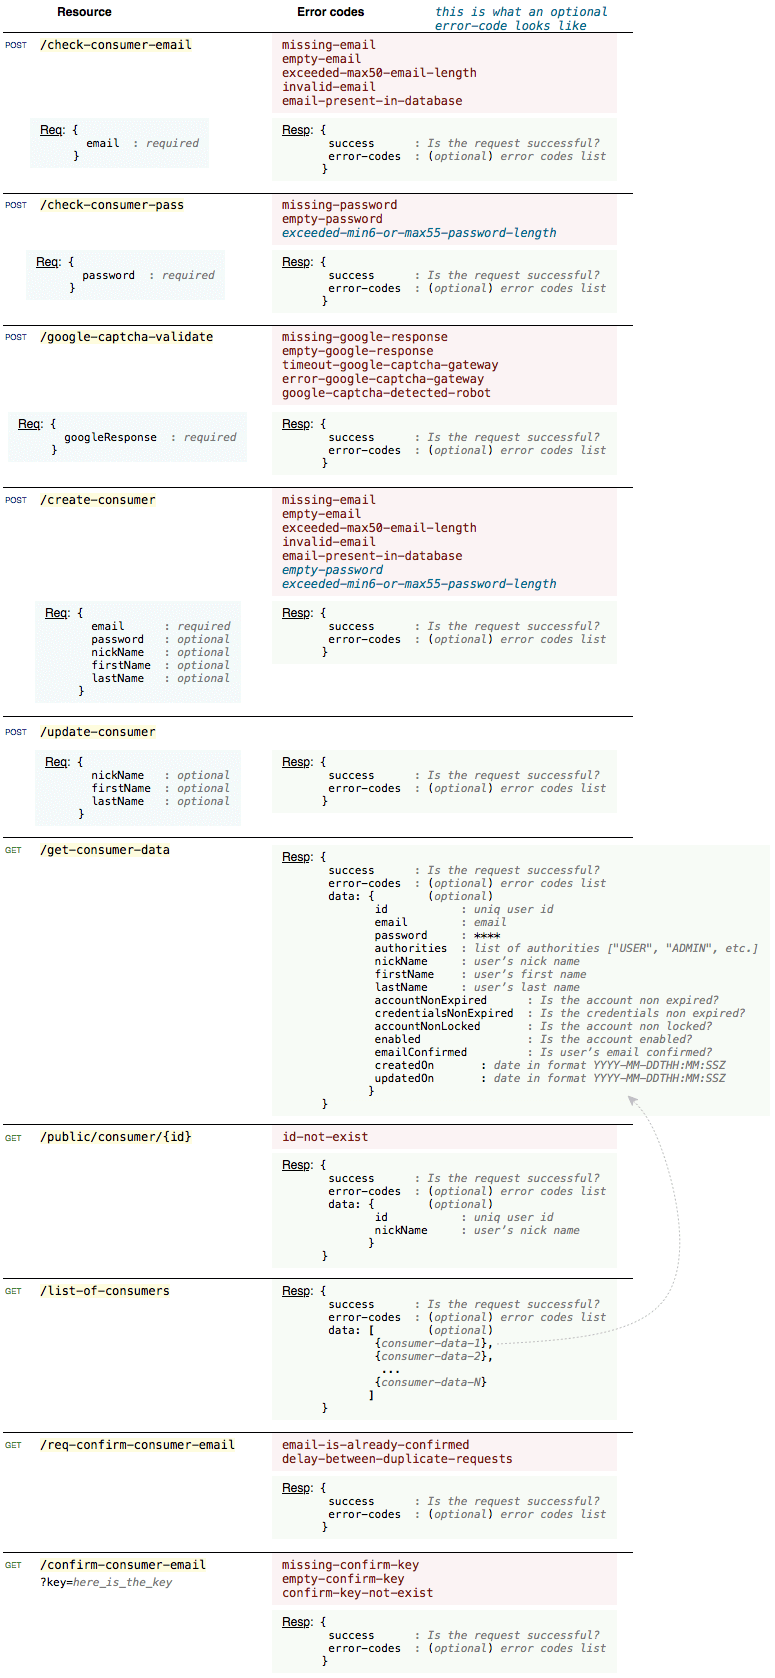 Resource Error codes this is what an optional
error-code looks like
POST /check-consumer-email missing-email
empty-email
exceeded-max50-email-length
invalid-email
email-present-in-database
Req: { Resp: {
email : required success : Is the request successful?
} error-codes : (optional) error codes list
}
POST /check-consumer-pass missing-password
empty-password
exceeded-min6-or-max55-password-length
Req: { Resp: {
password : required success : Is the request successful?
} error-codes : (optional) error codes list
}
POST /google-captcha-validate missing-google-response
empty-google-response
timeout-google-captcha-gateway
error-google-captcha-gateway
google-captcha-detected-robot
Req: { Resp: {
googleResponse : required success : Is the request successful?
} error-codes : (optional) error codes list
}
POST /create-consumer missing-email
empty-email
exceeded-max50-email-length
invalid-email
email-present-in-database
empty-password
exceeded-min6-or-max55-password-length
Req: { Resp: {
email : required success : Is the request successful?
password : optional error-codes : (optional) error codes list
nickName : optional }
firstName : optional
lastName : optional
}
POST /update-consumer
Req: { Resp: {
nickName : optional success : Is the request successful?
firstName : optional error-codes : (optional) error codes list
lastName : optional }
}
GET /get-consumer-data Resp: {
success : Is the request successful?
error-codes : (optional) error codes list
data: { (optional)
id : uniq user id
email : email
password : ****
authorities : list of authorities ["USER", "ADMIN", etc.]
nickName : user's nick name
firstName : user's first name
lastName : user's last name
accountNonExpired : Is the account non expired?
credentialsNonExpired : Is the credentials non expired?
accountNonLocked : Is the account non locked?
enabled : Is the account enabled?
emailConfirmed : Is user's email confirmed?
createdOn : date in format YYYY-MM-DDTHH:MM:SSZ
updatedOn : date in format YYYY-MM-DDTHH:MM:SSZ
}
}
GET /public/consumer/{id} id-not-exist
Resp: {
success : Is the request successful?
error-codes : (optional) error codes list
data: { (optional)
id : uniq user id
nickName : user's nick name
}
}
GET /list-of-consumers Resp: {
success : Is the request successful?
error-codes : (optional) error codes list
data: [ (optional)
{consumer-data-1},
{consumer-data-2},
...
{consumer-data-N}
]
}
GET /req-confirm-consumer-email email-is-already-confirmed
delay-between-duplicate-requests
Resp: {
success : Is the request successful?
error-codes : (optional) error codes list
}
GET /confirm-consumer-email missing-confirm-key
?key=here_is_the_key empty-confirm-key
confirm-key-not-exist
Resp: {
success : Is the request successful?
error-codes : (optional) error codes list
}